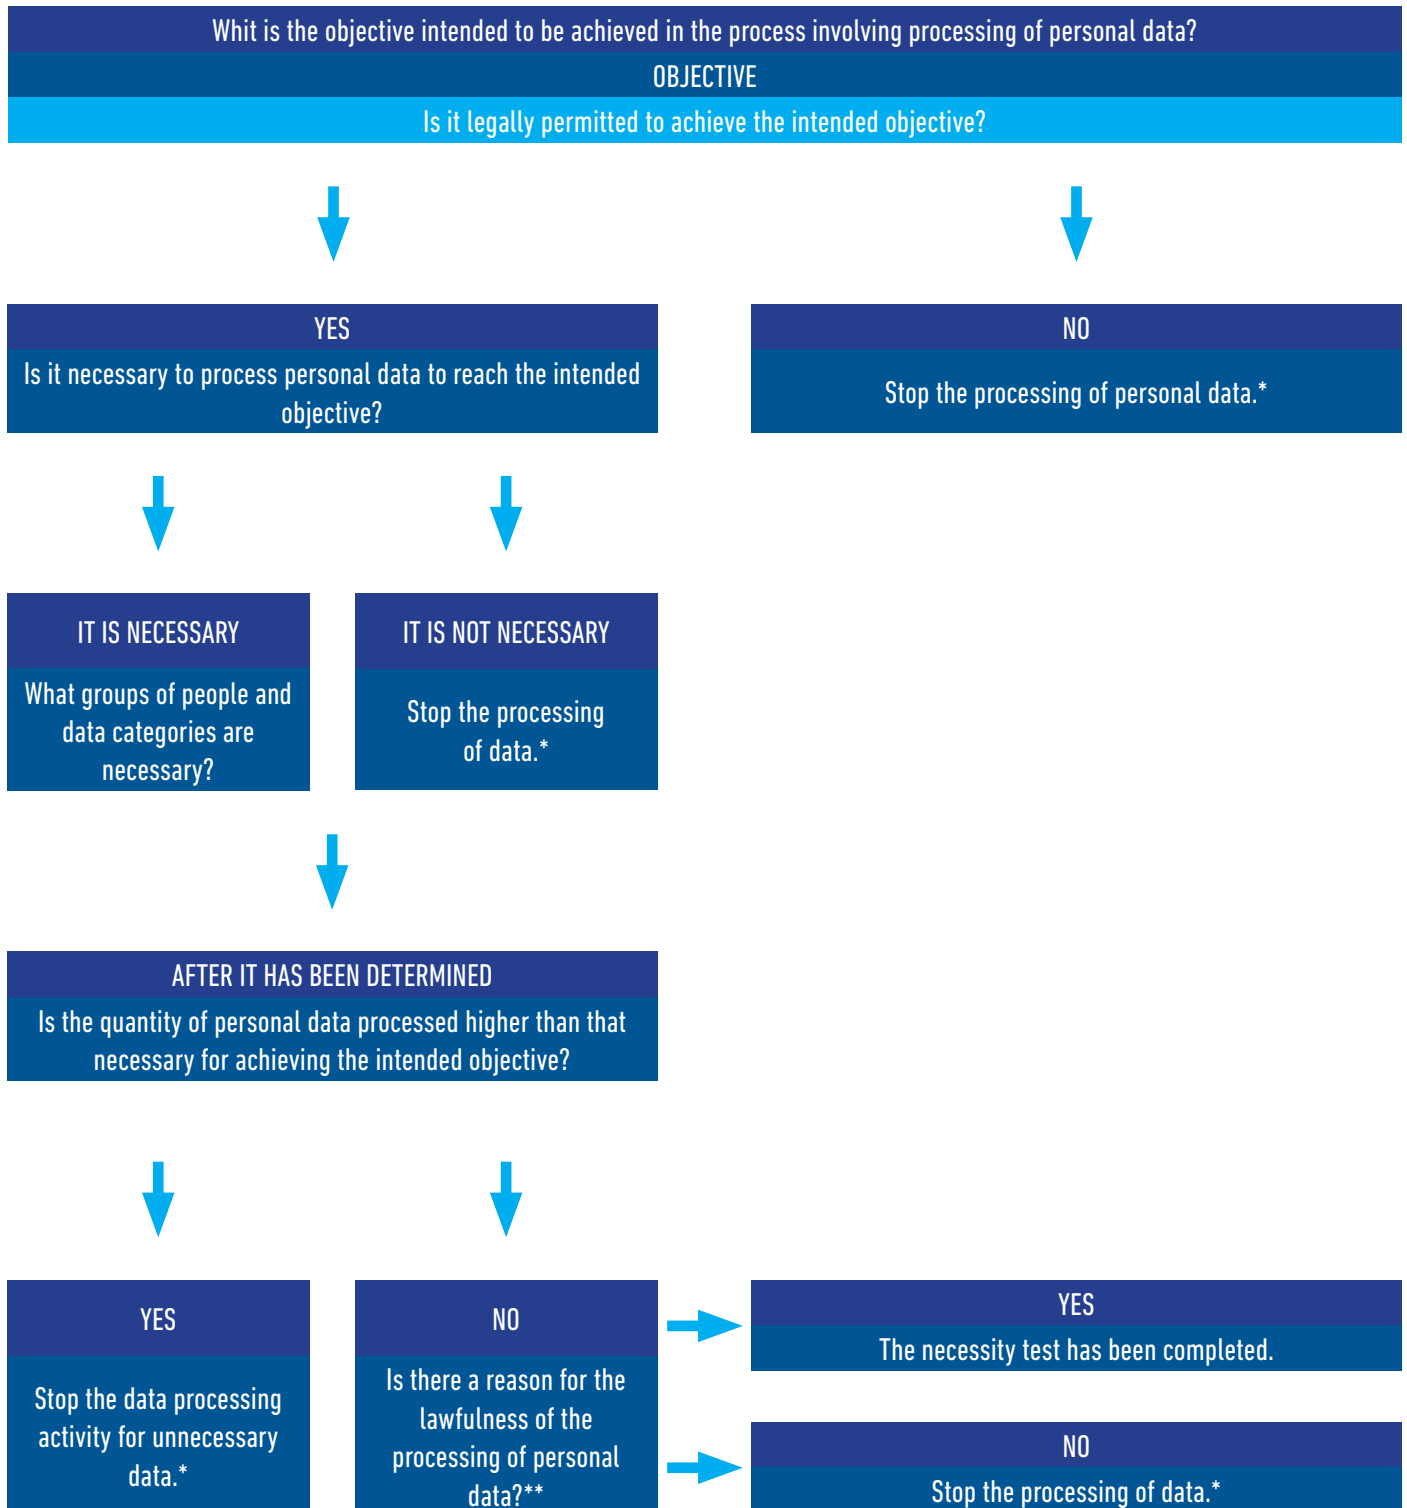 Whit is the objective intended to be achieved in the process involving processing of personal data?
OBJECTIVE
Is it legally permitted to achieve the intended objective?
YES
Is it necessary to process personal data to reach the intended
objective?
NO
Stop the processing of personal data.*
IT IS NECESSARY
What groups of people and
data categories are
necessary?
IT IS NOT NECESSARY
Stop the processing
of data.*
AFTER IT HAS BEEN DETERMINED
Is the quantity of personal data processed higher than that
necessary for achieving the intended objective?
YES
Stop the data processing
activity for unnecessary
data.*
NO
Is there a reason for the
lawfulness of the
processing of personal
data?**
YES
The necessity test has been completed.
NO
Stop the processing of data.*